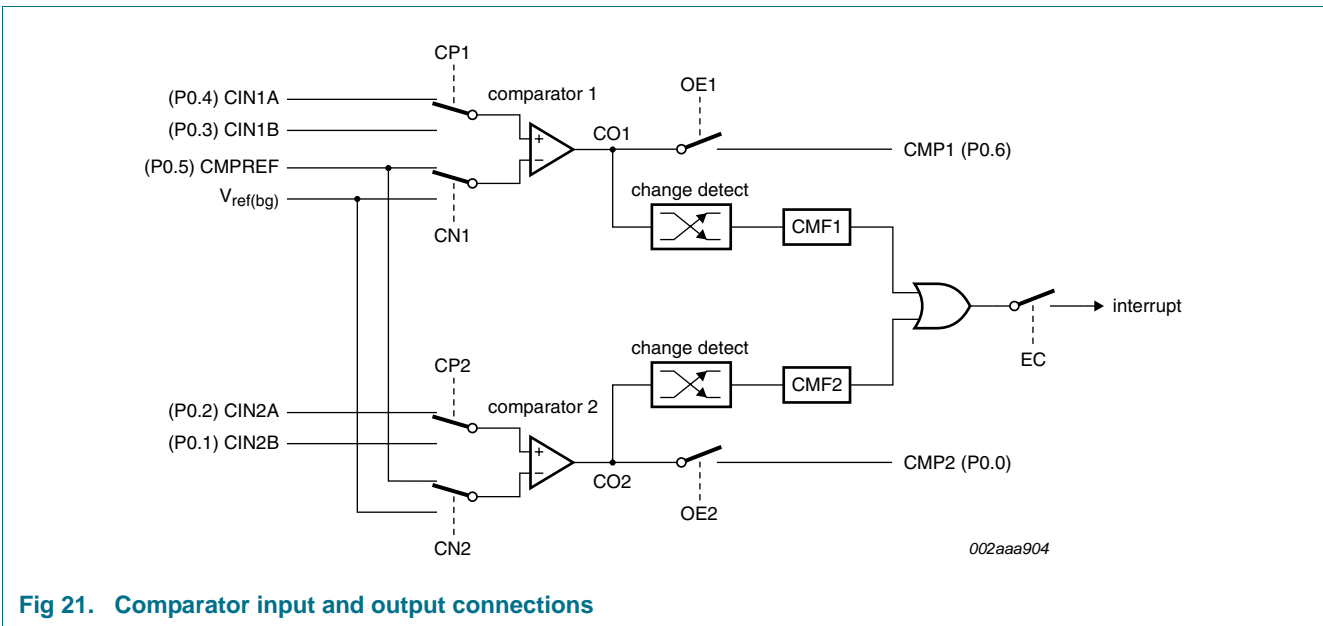 CP1
OE1
(P0.4) CIN1A
comparator 1
(P0.3) CIN1B
+
CO1
CMP1 (P0.6)
(P0.5) CMPREF
−
Vref(bg)
change detect
CN1
CMF1
interrupt
EC
change detect
CP2
CMF2
(P0.2) CIN2A
comparator 2
(P0.1) CIN2B
+
−
CO2
CMP2 (P0.0)
OE2
CN2
002aaa904
Fig 21. Comparator input and output connections